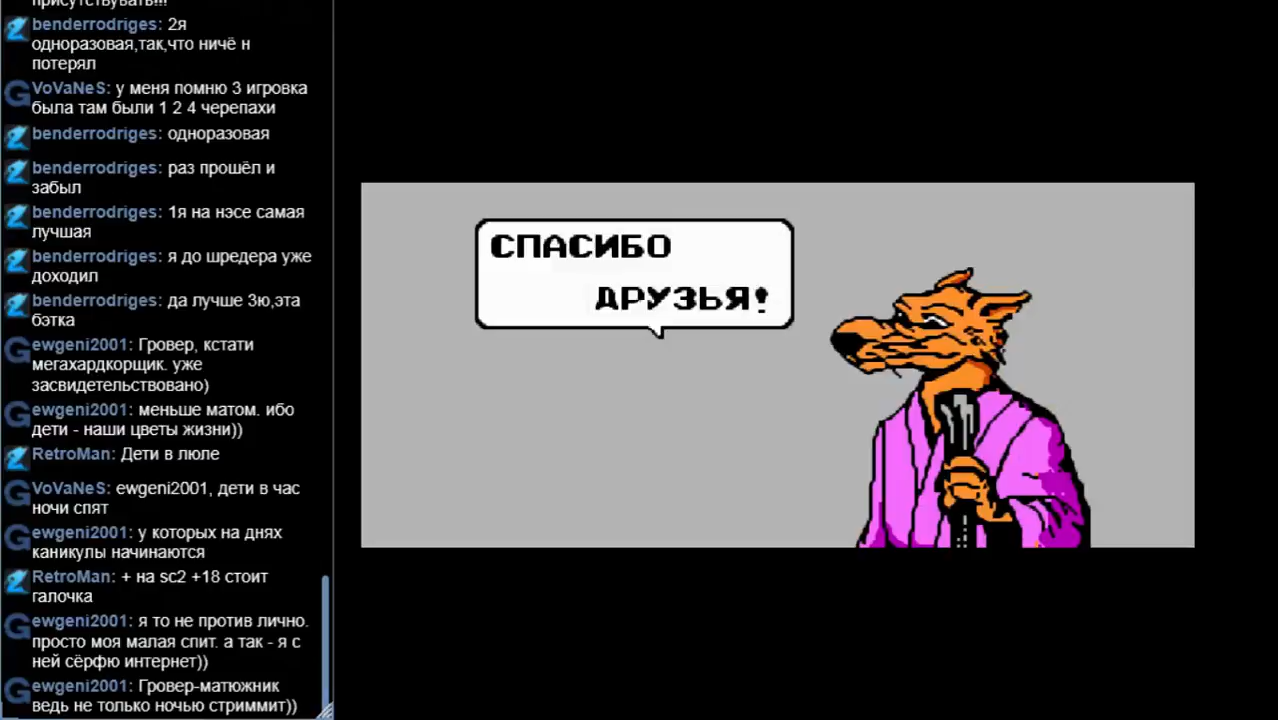 присутствувать!!!
benderrodriges: 2я
одноразовая,так,что ничё н
потерял
VoVaNeS: у меня помню 3 игровка
была там были 1 2 4 черепахи
benderrodriges: одноразовая
benderrodriges: раз прошёл и
забыл
benderrodriges: 1я на нэсе самая
лучшая
benderrodriges: я до шредера уже
доходил
benderrodriges: да лучше 3ю,эта
бэтка
ewgeni2001: Гровер, кстати
мегахардкорщик. уже
засвидетельствовано)
ewgeni2001: меньше матом. ибо
дети - наши цветы жизни))
RetroMan: Дети в люле
VoVaNeS: ewgeni2001, дети в час
ночи спят
ewgeni2001: у которых на днях
каникулы начинаются
RetroMan: + на sc2 +18 стоит
галочка
ewgeni2001: я то не против лично.
просто моя малая спит. а так - я с
ней сёрфю интернет))
ewgeni2001: Гровер-матюжник
ведь не только ночью стриммит))
СПАСИБО
ДРУЗЬЯ!